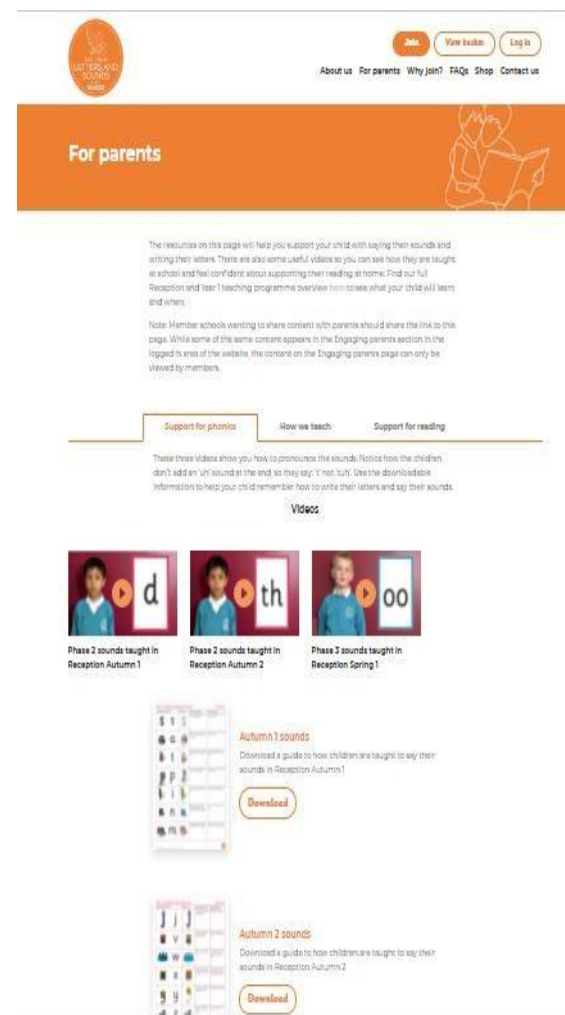 LETTERS AND
SOUNDS
Join
View basket
Log in
About us For parents Why join? FAQs Shop Contact us
For parents
The resources on this page will help you support your child with saying their sounds and
writing their letters. There are also some useful videos so you can see how they are taught
at school and feel confident about supporting their reading at home. Find our full
Reception and Year 1 teaching programme overview here to see what your child will learn
and when.
Note: Member schools wanting to share content with parents should share the link to this
page. While some of the same content appears in the Engaging parents section in the
logged in area of the website, the content on the Engaging parents page can only be
viewed by members.
Support for phonics How we teach Support for reading
These three videos show you how to pronounce the sounds. Notice how the children
don't add an 'uh' sound at the end, so they say: 't' not 'tuh'. Use the downloadable
information to help your child remember how to write their letters and say their sounds.
Videos
d
th
oo
Phase 2 sounds taught in
Reception Autumn 1
Phase 2 sounds taught in
Reception Autumn 2
Phase 3 sounds taught in
Reception Spring 1
Autumn 1 sounds
Download a guide to how children are taught to say their
sounds in Reception Autumn 1
Download
Autumn 2 sounds
Download a guide to how children are taught to say their
sounds in Reception Autumn 2
Download